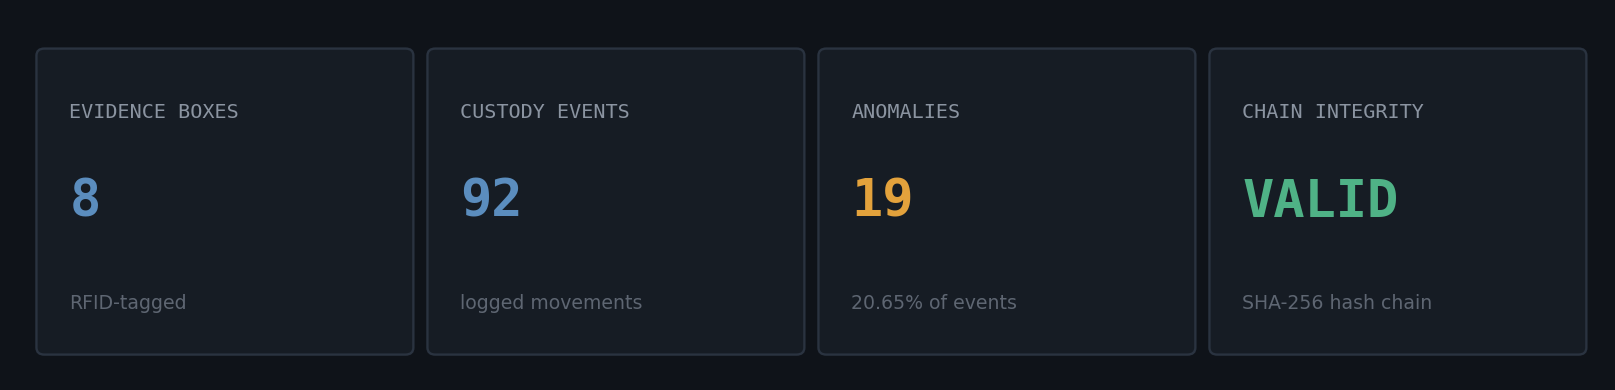 EVIDENCE BOXES
8
RFID-tagged
CUSTODY EVENTS
92
logged movements
ANOMALIES
19
20.65% of events
CHAIN INTEGRITY
VALID
SHA-256 hash chain